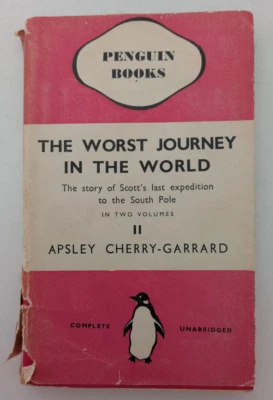 PENGUIN
BOOKS
THE WORST JOURNEY
IN THE WORLD
The story of Scott's last expedition
to the South Pole
IN TWO VOLUMES
II
APSLEY CHERRY-GARRARD
COMPLETE UNABRIDGED